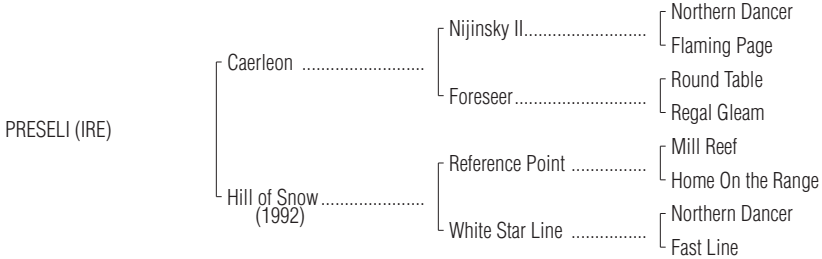 Northern Dancer
Nijinsky II..........................
Flaming Page
Caerleon ..........................
Round Table
Foreseer............................
Regal Gleam
PRESELI (IRE)
Mill Reef
Reference Point ................
Home On the Range
Hill of Snow......................
(1992)
Northern Dancer
White Star Line ................
Fast Line